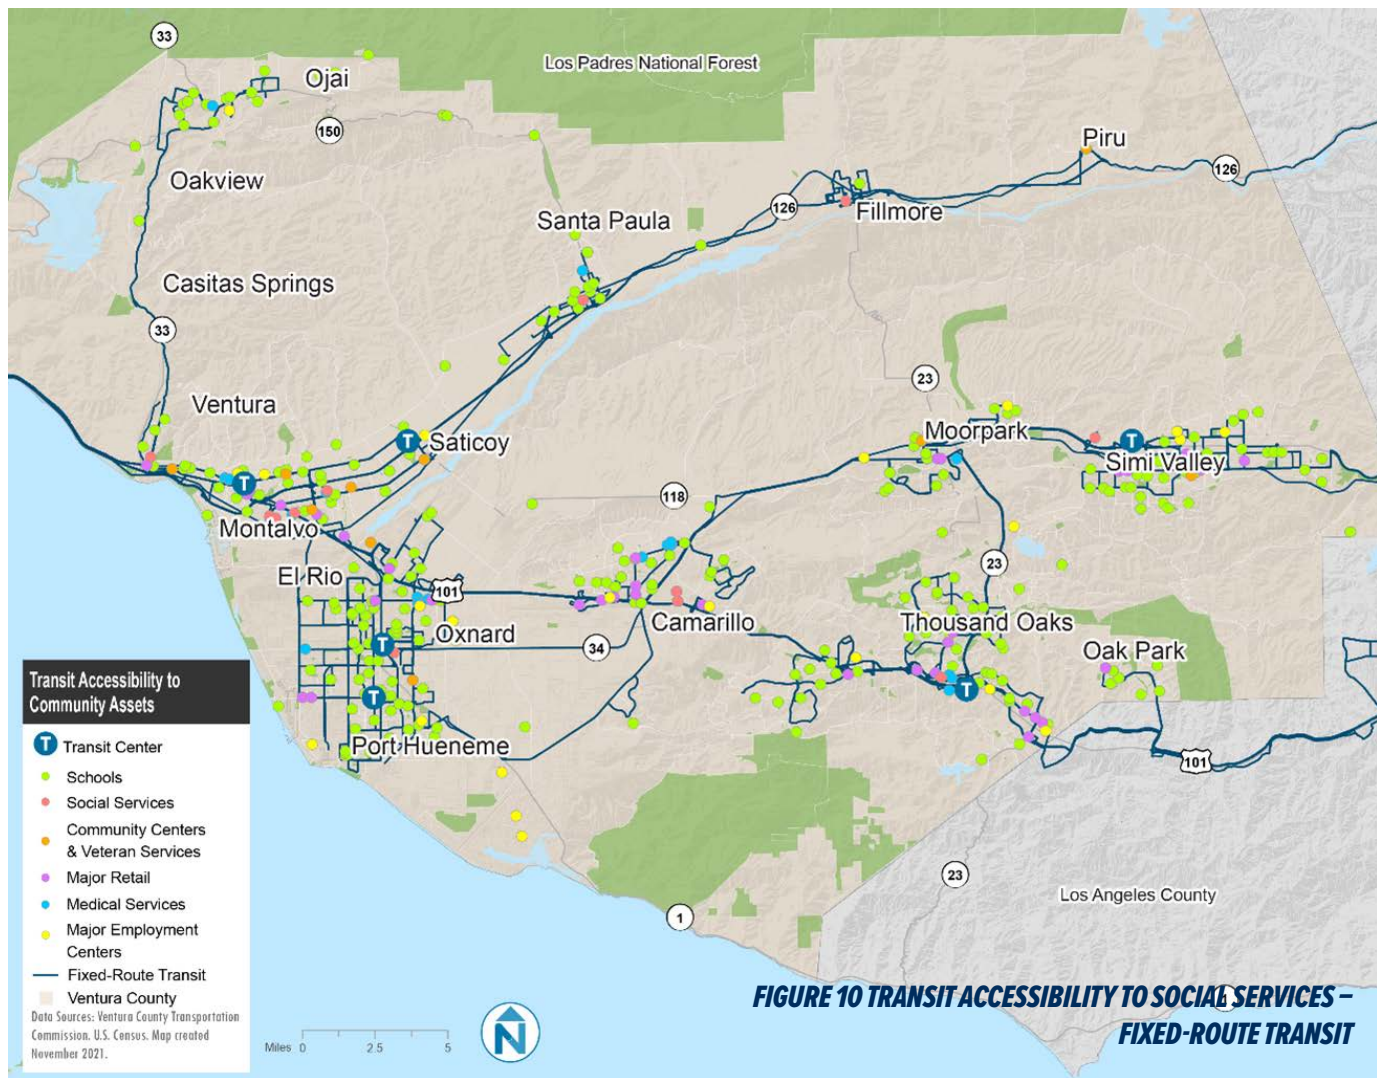 33
Ojai
Los Padres National Forest
150
Piru
126
Oakview
126
Fillmore
Santa Paula
Casitas Springs
33
23
Ventura
T
Saticoy
Moorpark
T
Simi Valley
T
118
Montalvo
23
El Rio
101
Oxnard
Camarillo
Thousand Oaks
34
T
Oak Park
T
T
Port Hueneme
101
23
Los Angeles County
1
1
Transit Accessibility to
Community Assets
T Transit Center
Schools
Social Services
Community Centers
& Veteran Services
Major Retail
Medical Services
Major Employment
Centers
Fixed-Route Transit
Ventura County
Data Sources: Ventura County Transportation
Commission. U.S. Census. Map created
November 2021.
Miles 0 2.5 5
N
FIGURE 10 TRANSIT ACCESSIBILITY TO SOCIAL SERVICES –
FIXED-ROUTE TRANSIT